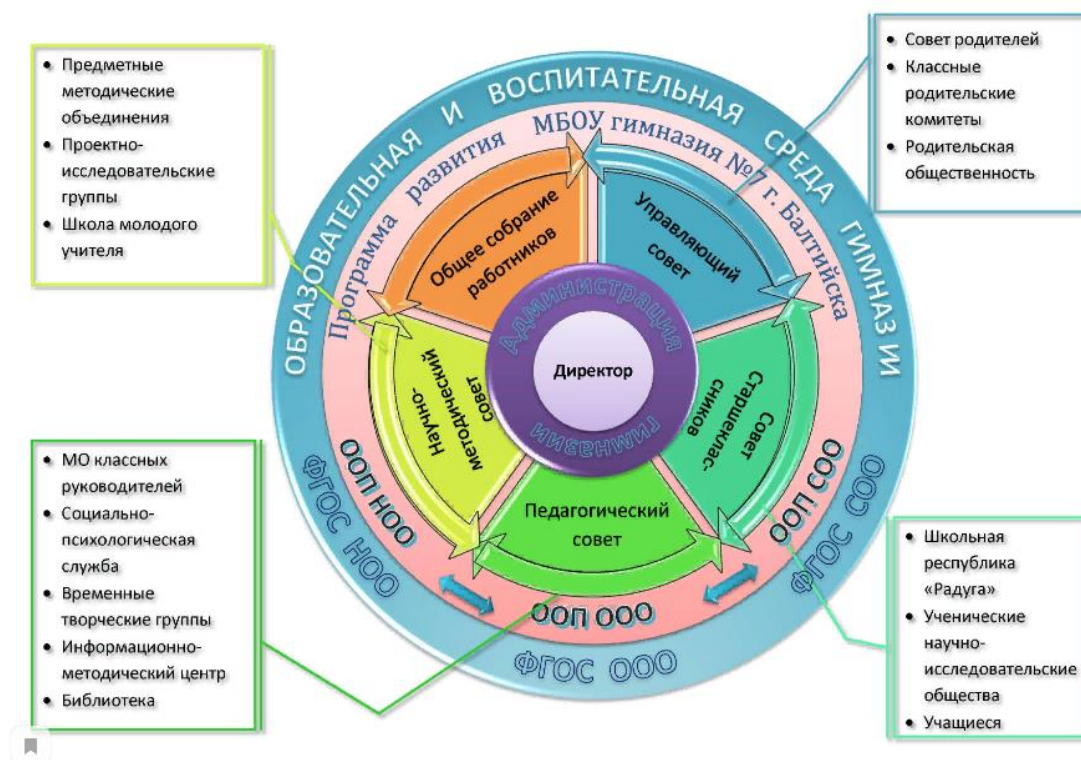 • Предметные
методические
объединения
• Проектно-
исследовательские
группы
• Школа молодого
учителя
• Совет родителей
• Классные
родительские
комитеты
• Родительская
общественность
ОБРАЗОВАТЕЛЬНАЯ И ВОСПИТАТЕЛЬНАЯ СРЕДА ГИМНАЗИИ
Программа развития МБОУ гимназия №7 г. Балтийска
Общее собрание
работников
Управляющий
совет
Администрация
Директор
гимназии
Научно-
методический
совет
Совет
Старшеклас-
сников
Педагогический
совет
ООП НОО
ООП ООО
ООП СОО
ФГОС НОО
ФГОС ООО
ФГОС СОО
• МО классных
руководителей
• Социально-
психологическая
служба
• Временные
творческие группы
• Информационно-
методический центр
• Библиотека
• Школьная
республика
«Радуга»
• Ученические
научно-
исследовательские
общества
• Учащиеся